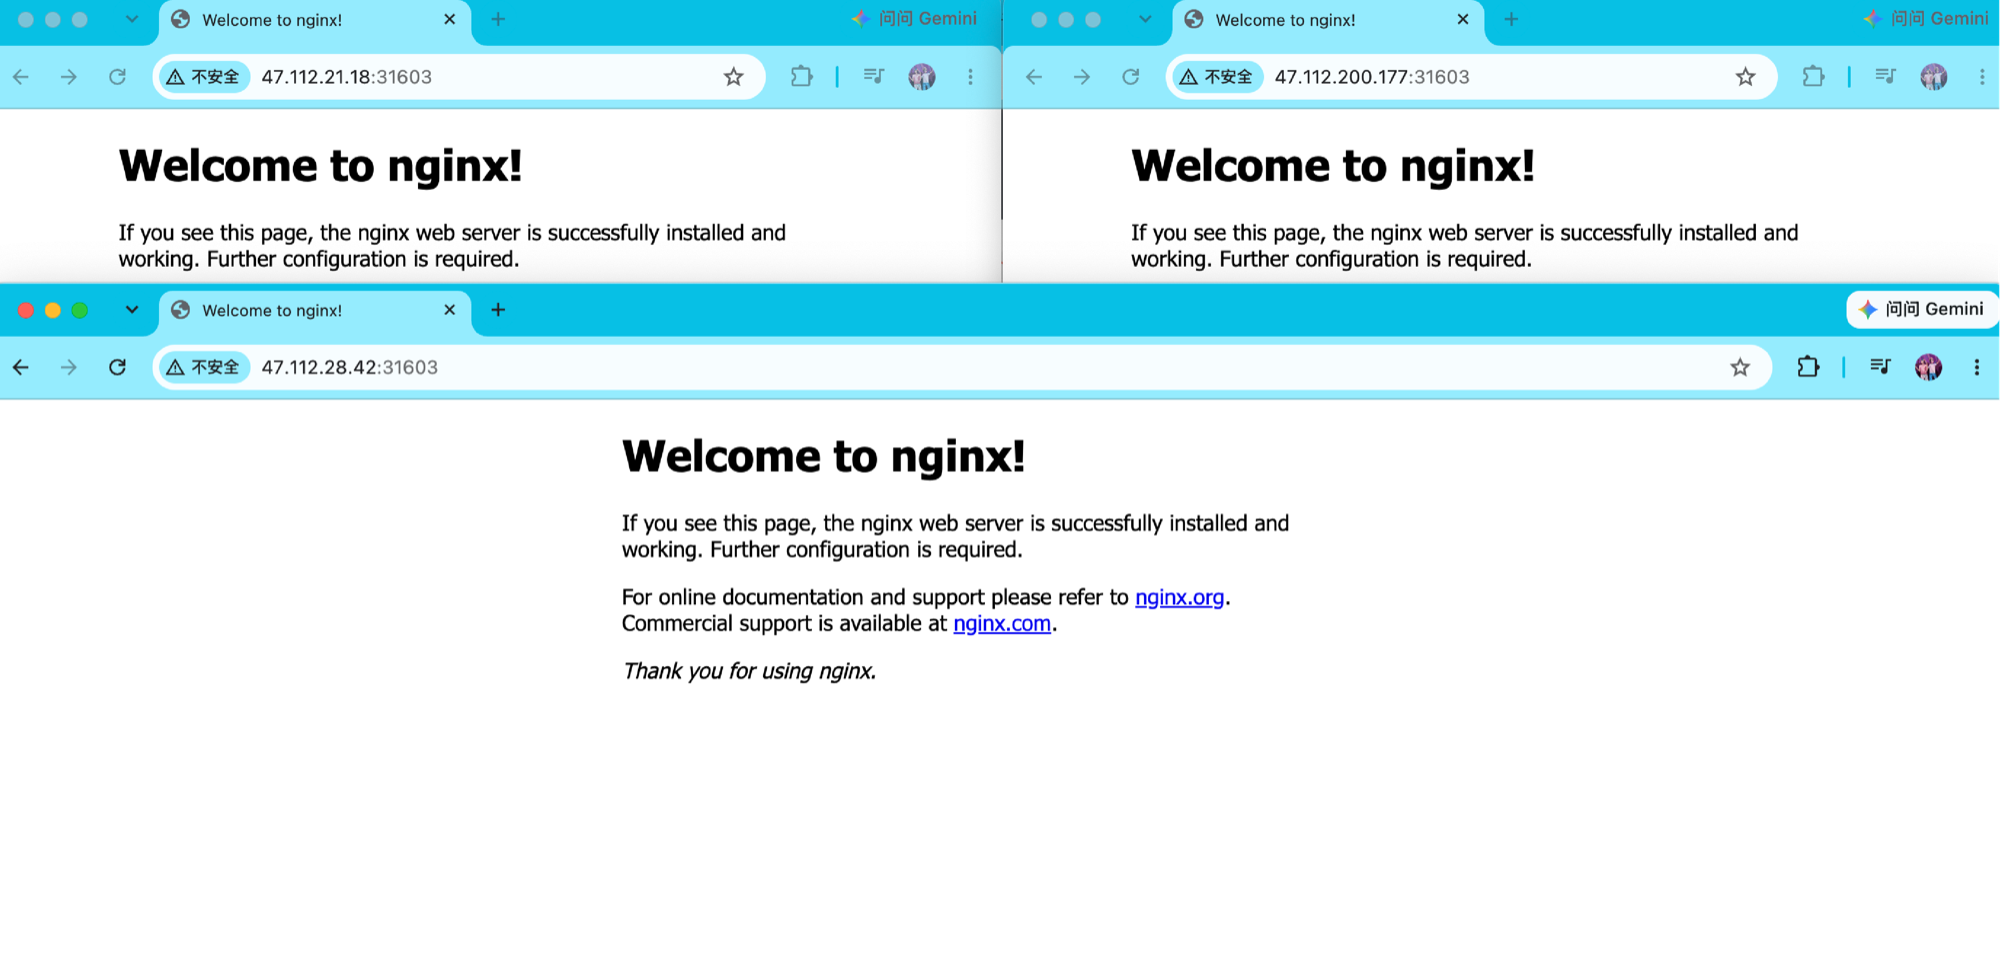 Welcome to nginx!
问问 Gemini
不安全
47.112.21.18:31603
Welcome to nginx!
If you see this page, the nginx web server is successfully installed and
working. Further configuration is required.
Welcome to nginx!
问问 Gemini
不安全
47.112.200.177:31603
Welcome to nginx!
If you see this page, the nginx web server is successfully installed and
working. Further configuration is required.
Welcome to nginx!
问问 Gemini
不安全
47.112.28.42:31603
Welcome to nginx!
If you see this page, the nginx web server is successfully installed and
working. Further configuration is required.
For online documentation and support please refer to nginx.org.
Commercial support is available at nginx.com.
Thank you for using nginx.